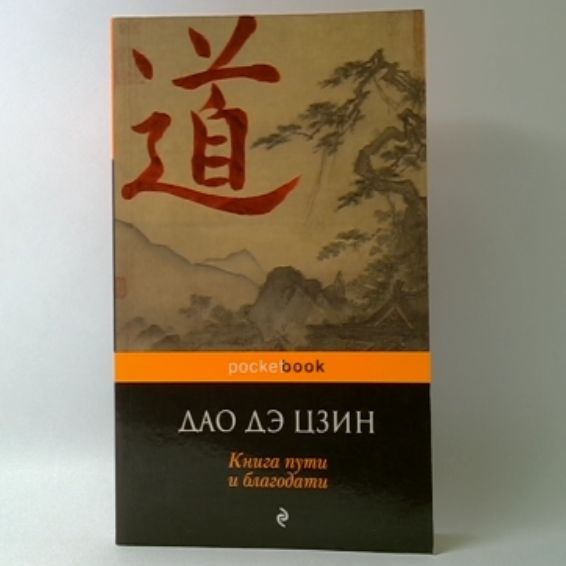 道
pocketbook
ДАО ДЭ ЦЗИН
Книга пути
и благодати